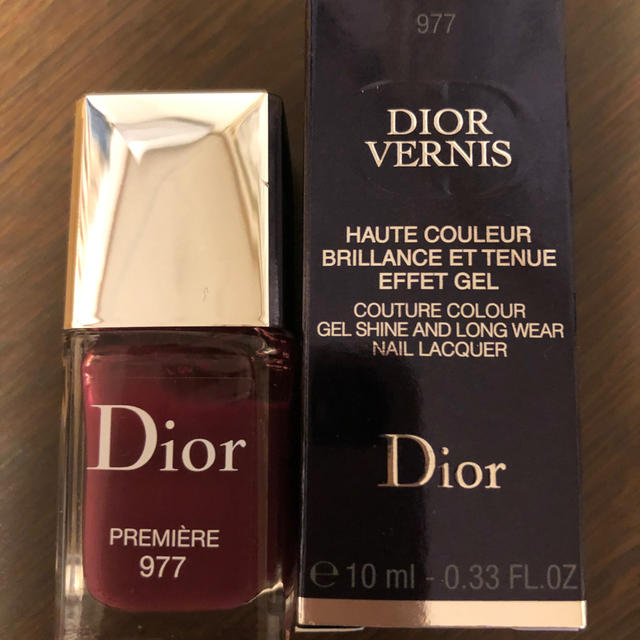 Dior
PREMIÈRE
977
977
DIOR
VERNIS
HAUTE COULEUR
BRILLANCE ET TENUE
EFFET GEL
COUTURE COLOUR
GEL SHINE AND LONG WEAR
NAIL LACQUER
Dior
℮ 10 ml - 0.33 FL.OZ